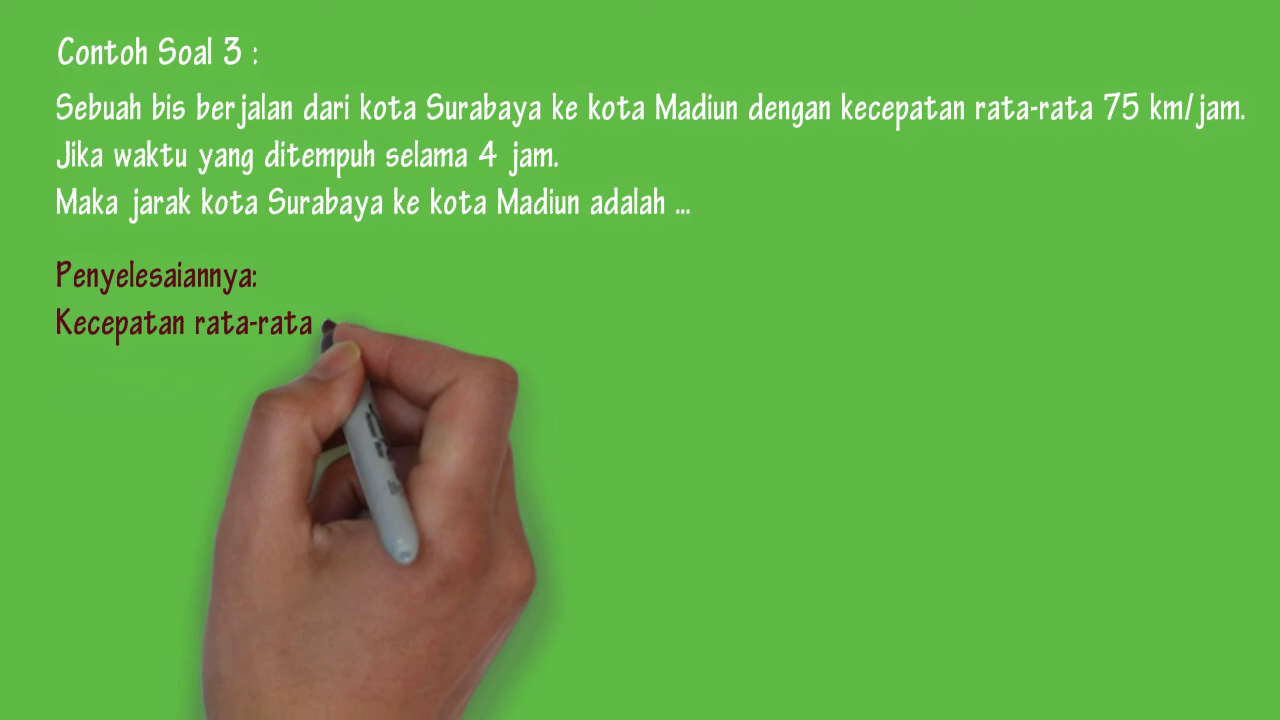 Contoh Soal 3 :
Sebuah bis berjalan dari kota Surabaya ke kota Madiun dengan kecepatan rata-rata 75 km/jam.
Jika waktu yang ditempuh selama 4 jam.
Maka jarak kota Surabaya ke kota Madiun adalah ...
Penyelesaiannya:
Kecepatan rata-rata